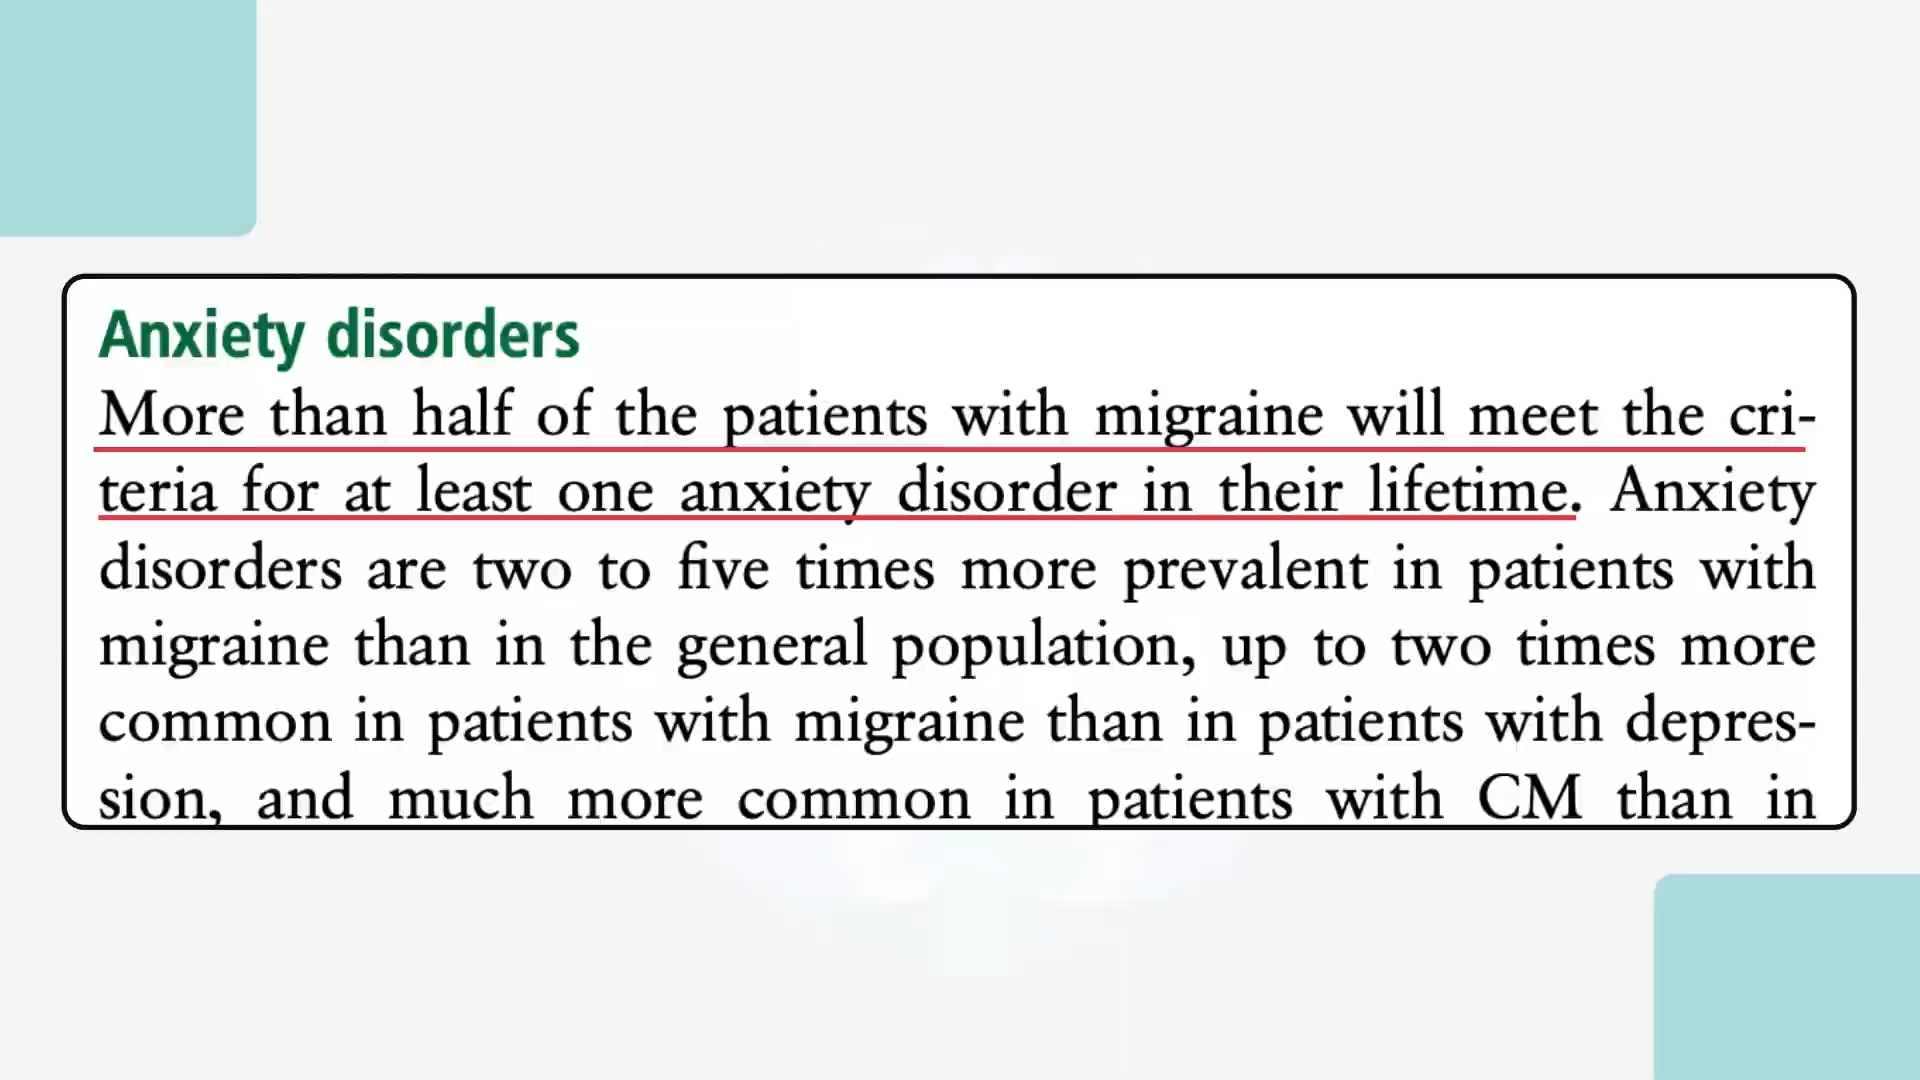 Anxiety disorders
More than half of the patients with migraine will meet the cri-
teria for at least one anxiety disorder in their lifetime. Anxiety
disorders are two to five times more prevalent in patients with
migraine than in the general population, up to two times more
common in patients with migraine than in patients with depres-
sion, and much more common in patients with CM than in